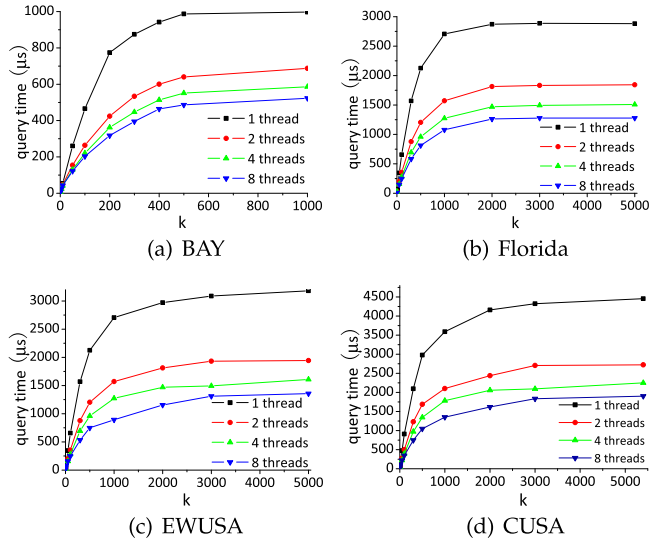 1000
800
600
400
200
0
query time (μs)
1 thread
2 threads
4 threads
8 threads
0 200 400 600 800 1000
k
(a) BAY
3000
2500
2000
1500
1000
500
0
query time (μs)
1 thread
2 threads
4 threads
8 threads
0 1000 2000 3000 4000 5000
k
(b) Florida
3000
2500
2000
1500
1000
500
0
query time (μs)
1 thread
2 threads
4 threads
8 threads
0 1000 2000 3000 4000 5000
k
(c) EWUSA
4500
4000
3500
3000
2500
2000
1500
1000
500
0
query time (μs)
1 thread
2 threads
4 threads
8 threads
0 1000 2000 3000 4000 5000
k
(d) CUSA